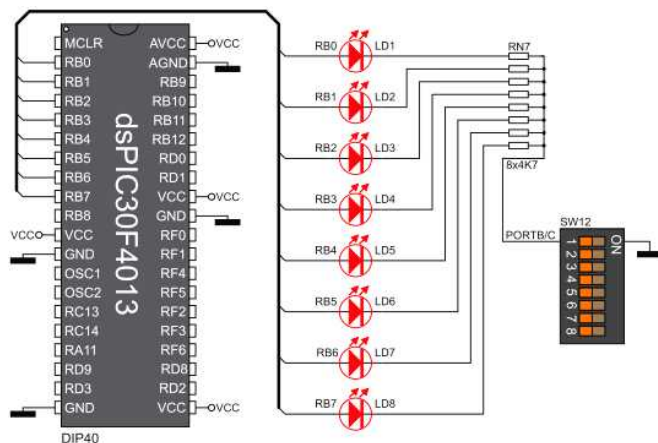 MCLR
RB0
RB1
RB2
RB3
RB4
RB5
RB6
RB7
RB8
VCC
VCC
GND
OSC1
OSC2
RC13
RC14
RA11
RD9
RD3
GND
dsPIC30F4013
AVCC
VCC
AGND
RB9
RB10
RB11
RB12
RD0
RD1
VCC
VCC
GND
RF0
RF1
RF4
RF5
RF2
RF3
RF6
RD8
RD2
VCC
VCC
DIP40
RB0 LD1
RB1 LD2
RB2 LD3
RB3 LD4
RB4 LD5
RB5 LD6
RB6 LD7
RB7 LD8
RN7
8x4K7
PORTB/C
SW12
ON
1
2
3
4
5
6
7
8